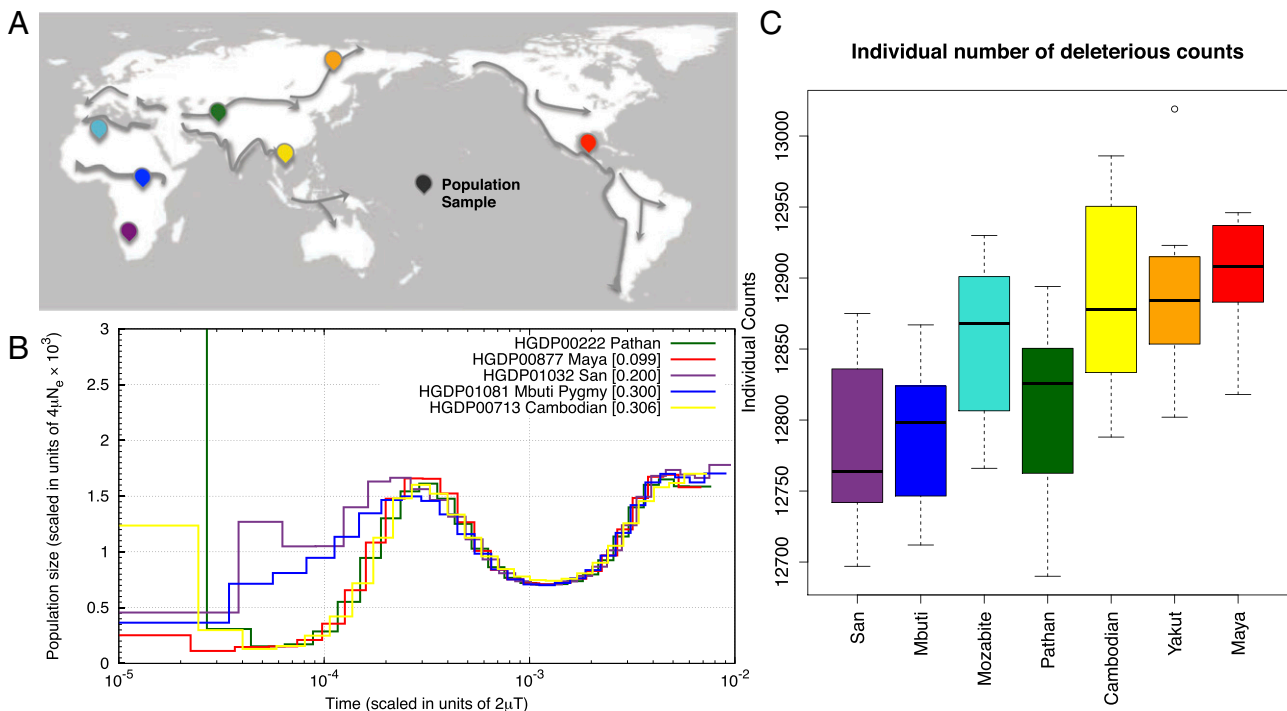 A
Population
Sample
B
Population size (scaled in units of 4μNe × 10³)
3
2.5
2
1.5
1
0.5
0
HGDP00222 Pathan
HGDP00877 Maya [0.099]
HGDP01032 San [0.200]
HGDP01081 Mbuti Pygmy [0.300]
HGDP00713 Cambodian [0.306]
10⁻⁵
10⁻⁴
10⁻³
10⁻²
Time (scaled in units of 2μT)
C
Individual number of deleterious counts
Individual Counts
13000
12950
12900
12850
12800
12750
12700
San
Mbuti
Mozabite
Pathan
Cambodian
Yakut
Maya